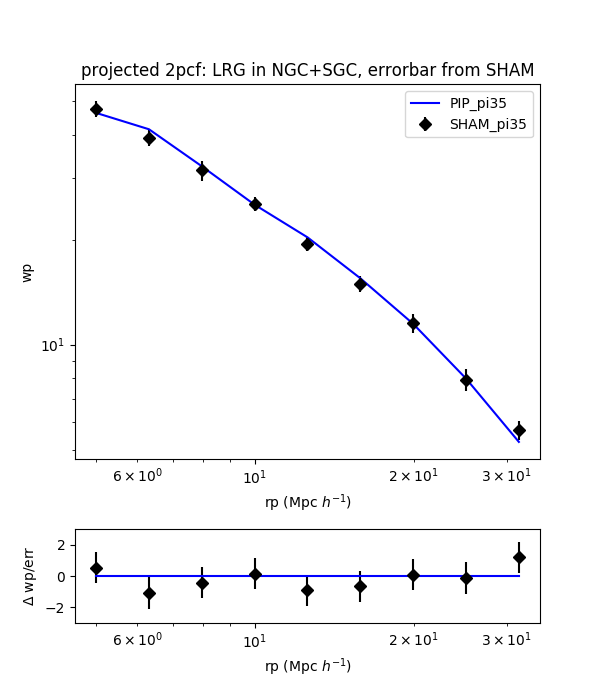 projected 2pcf: LRG in NGC+SGC, errorbar from SHAM
PIP_pi35
SHAM_pi35
wp
10¹
6 × 10⁰
10¹
2 × 10¹
3 × 10¹
rp (Mpc h⁻¹)
Δ wp/err
2
0
−2
6 × 10⁰
10¹
2 × 10¹
3 × 10¹
rp (Mpc h⁻¹)